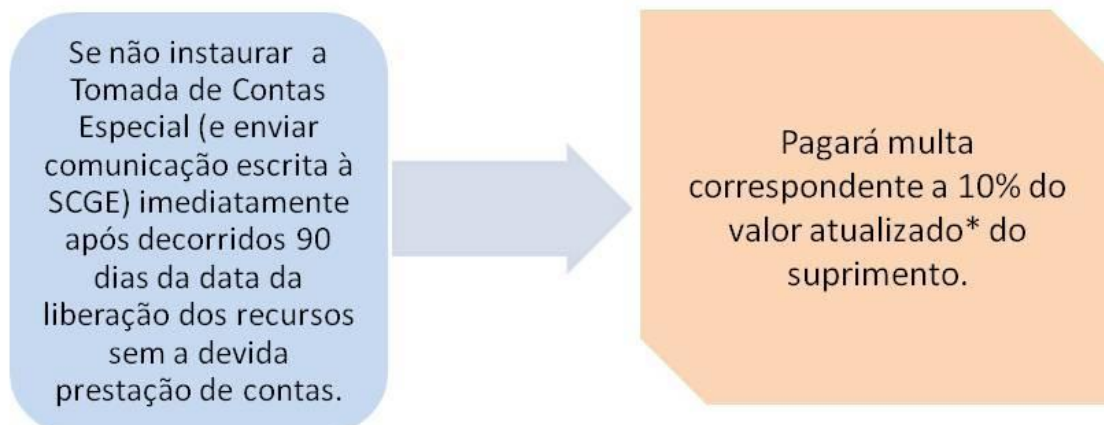 Se não instaurar a
Tomada de Contas
Especial (e enviar
comunicação escrita à
SCGE) imediatamente
após decorridos 90
dias da data da
liberação dos recursos
sem a devida
prestação de contas.
Pagará multa
correspondente a 10% do
valor atualizado* do
suprimento.